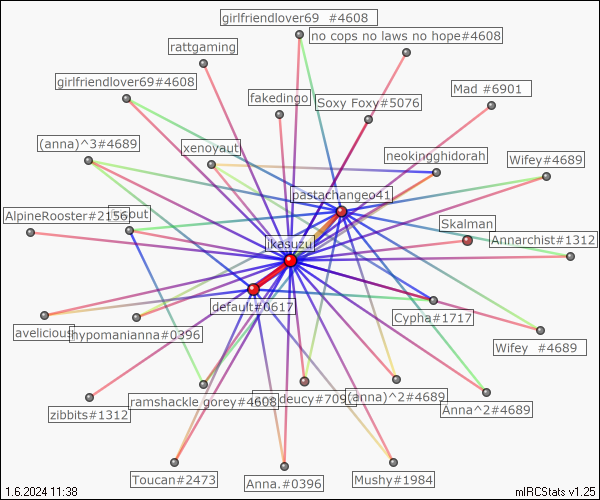 girlfriendlover69  #4608
no cops no laws no hope#4608
rattgaming
girlfriendlover69#4608
Mad #6901
fakedingo
Soxy Foxy#5076
(anna)^3#4689
xenoyaut
neokingghidorah
Wifey#4689
pastachangeo41
AlpineRooster#2156
Skalman
Annarchist#1312
jikasuzu
default#0617
Cypha#1717
avelicious
hypomanianna#0396
Wifey  #4689
zibbits#1312
ramshackle gorey#4608
deucy#709
(anna)^2#4689
Anna^2#4689
Toucan#2473
Anna.#0396
Mushy#1984
1.6.2024 11:38
mIRCStats v1.25